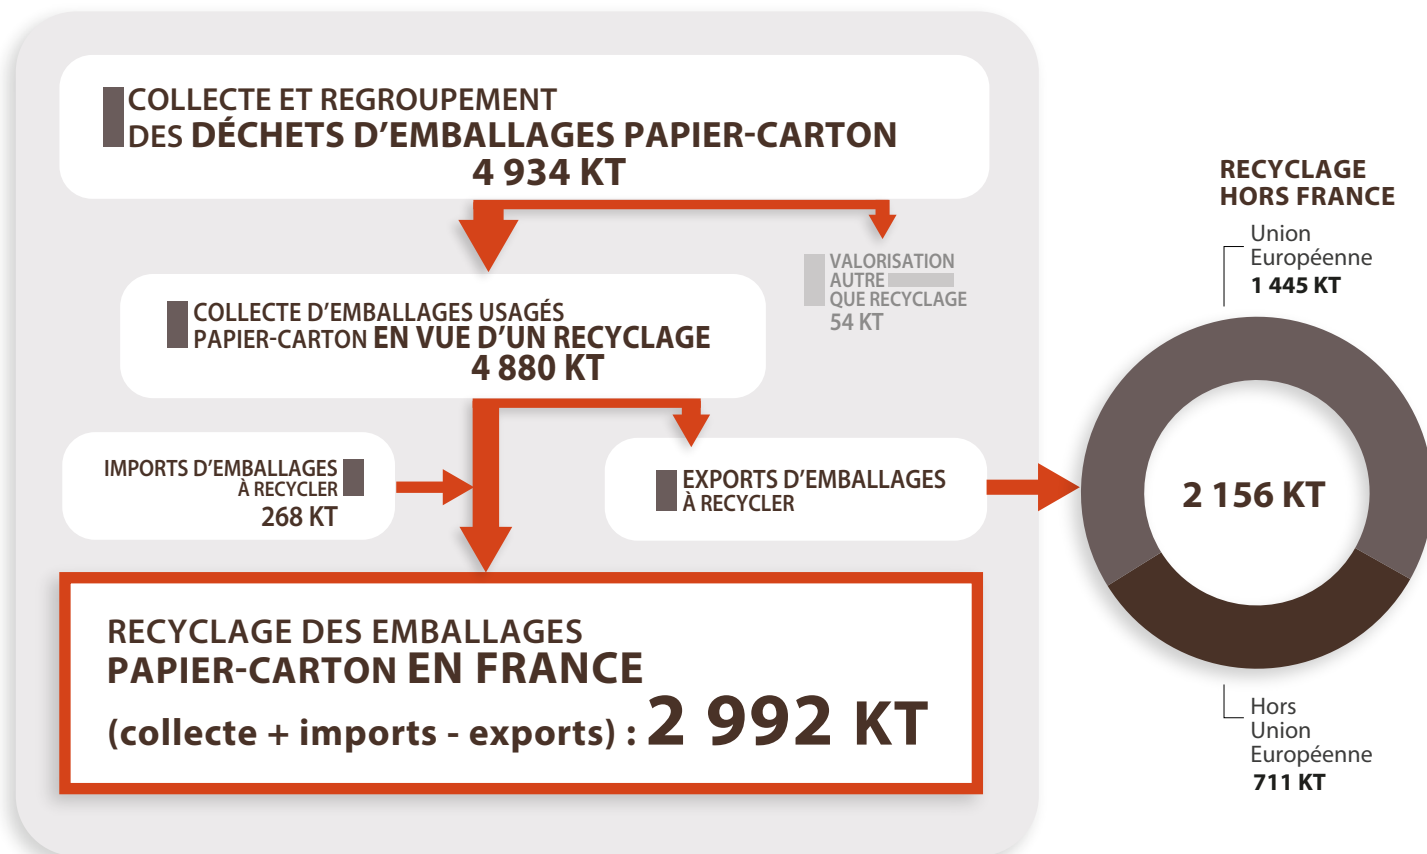 COLLECTE ET REGROUPEMENT
DES DÉCHETS D'EMBALLAGES PAPIER-CARTON
4 934 KT
VALORISATION
AUTRE
QUE RECYCLAGE
54 KT
COLLECTE D'EMBALLAGES USAGÉS
PAPIER-CARTON EN VUE D'UN RECYCLAGE
4 880 KT
IMPORTS D'EMBALLAGES
À RECYCLER
268 KT
EXPORTS D'EMBALLAGES
À RECYCLER
RECYCLAGE DES EMBALLAGES
PAPIER-CARTON EN FRANCE
(collecte + imports - exports) : 2 992 KT
RECYCLAGE
HORS FRANCE
Union
Européenne
1 445 KT
2 156 KT
Hors
Union
Européenne
711 KT